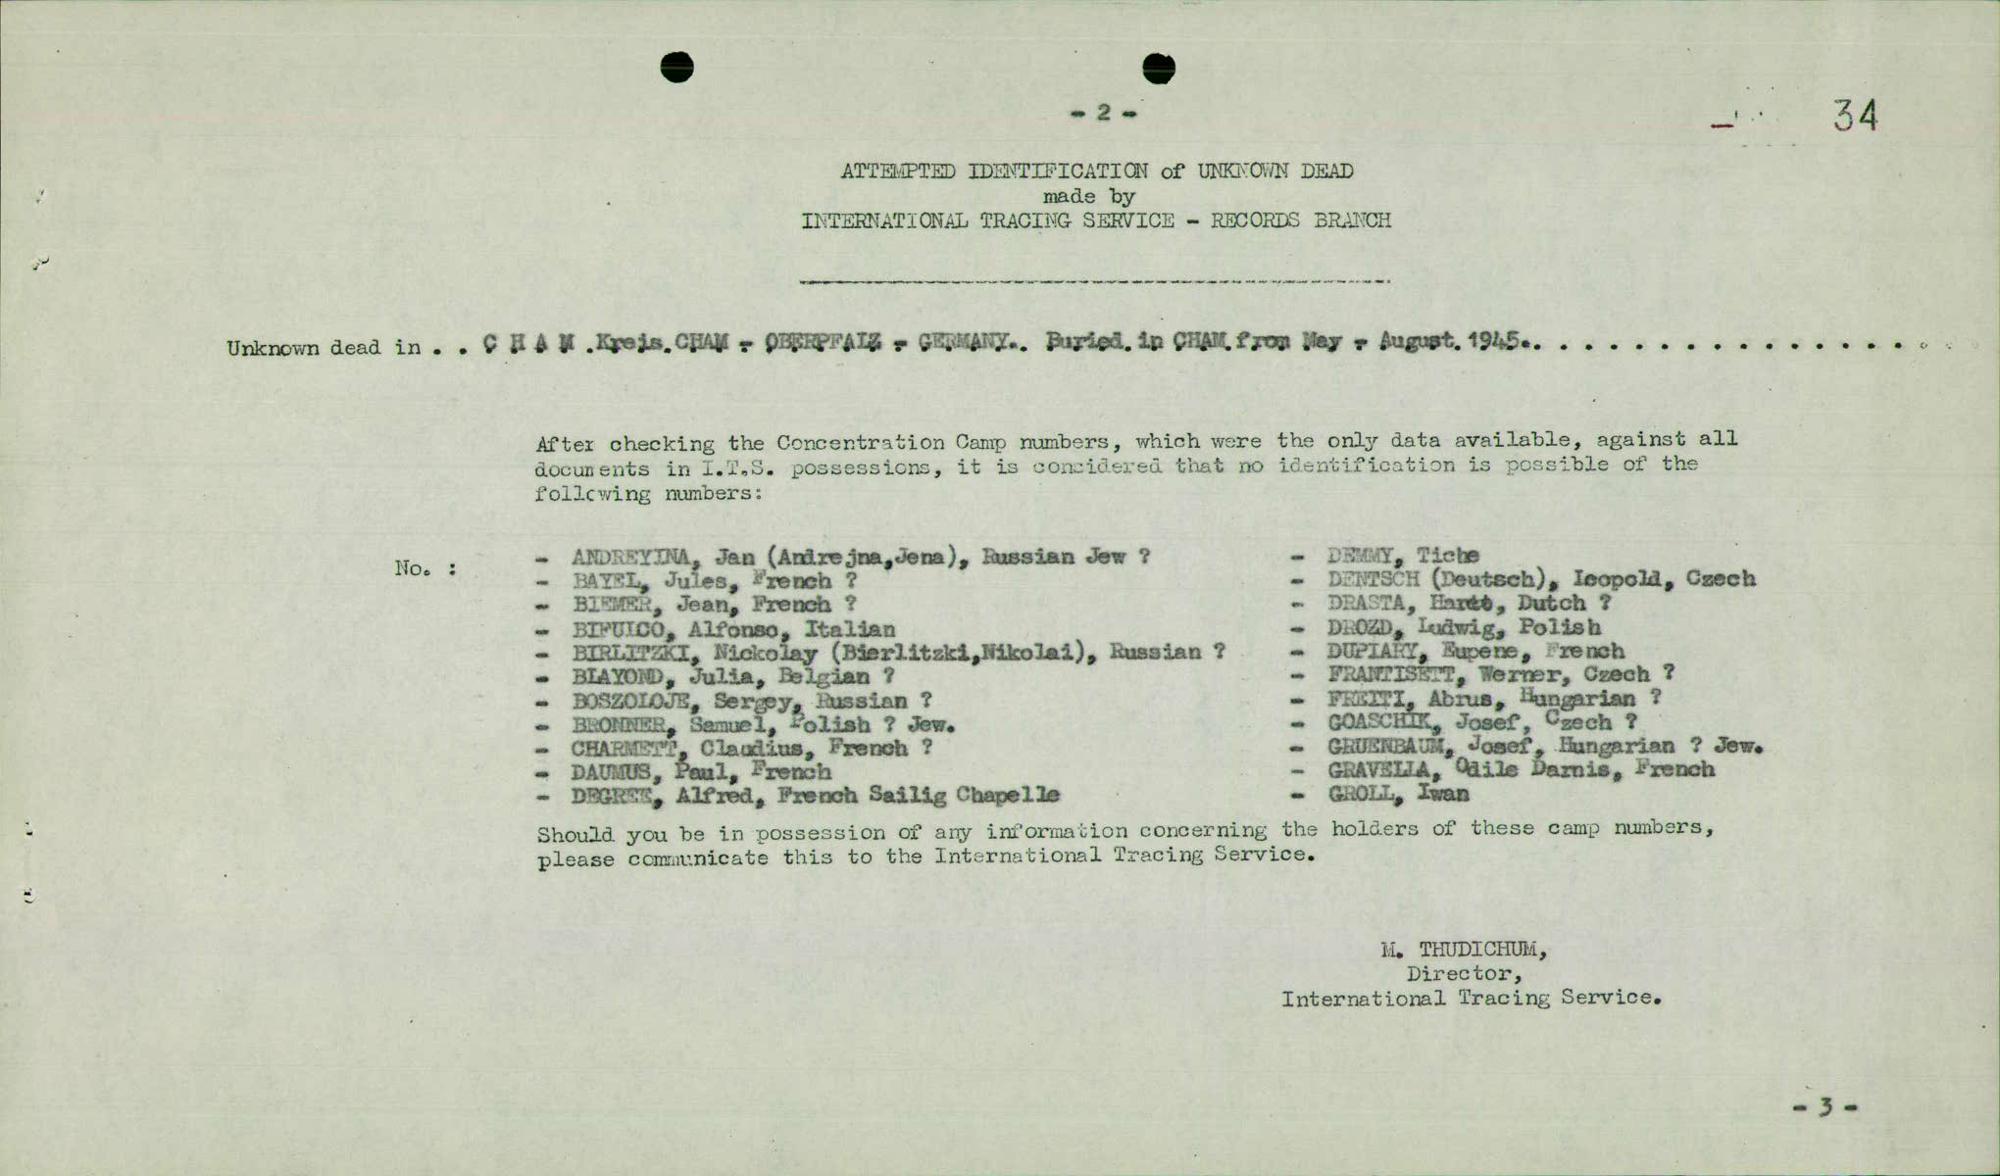 - 2 -
34
ATTEMPTED IDENTIFICATION of UNKNOWN DEAD
made by
INTERNATIONAL TRACING SERVICE - RECORDS BRANCH
Unknown dead in . . C H A M .Kreis. CHAM - OBERPFALZ - GERMANY.. Buried. in CHAM. from May - August. 1945.. . . . . . . . . . . . . . . . .
After checking the Concentration Camp numbers, which were the only data available, against all
documents in I.T.S. possessions, it is considered that no identification is possible of the
following numbers:
No. :
- ANDREYINA, Jan (Andrejna,Jena), Russian Jew ?
- BAYEL, Jules, French ?
- BIEMER, Jean, French ?
- BIFULCO, Alfonso, Italian
- BIRLITZKI, Nickolay (Bierlitzki,Nikolai), Russian ?
- BLAYOND, Julia, Belgian ?
- BOSZOLOJE, Sergey, Russian ?
- BRONNER, Samuel, Polish ? Jew.
- CHARMETT, Claudius, French ?
- DAUMUS, Paul, French
- DEGREE, Alfred, French Sailig Chapelle
- DEMMY, Tiche
- DENTSCH (Deutsch), Leopold, Czech
- DRASTA, Dutch ?
- DROZD, Ludwig, Polish
- DUPIARY, Eupene, French
- FRANTISETT, Werner, Czech ?
- FREITI, Abrus, Hungarian ?
- GOASCHIK, Josef, Czech ?
- GRUENBAUM, Josef, Hungarian ? Jew.
- GRAVELLA, Odile Darnis, French
- GROLL, Iwan
Should you be in possession of any information concerning the holders of these camp numbers,
please communicate this to the International Tracing Service.
M. THUDICHUM,
Director,
International Tracing Service.
- 3 -